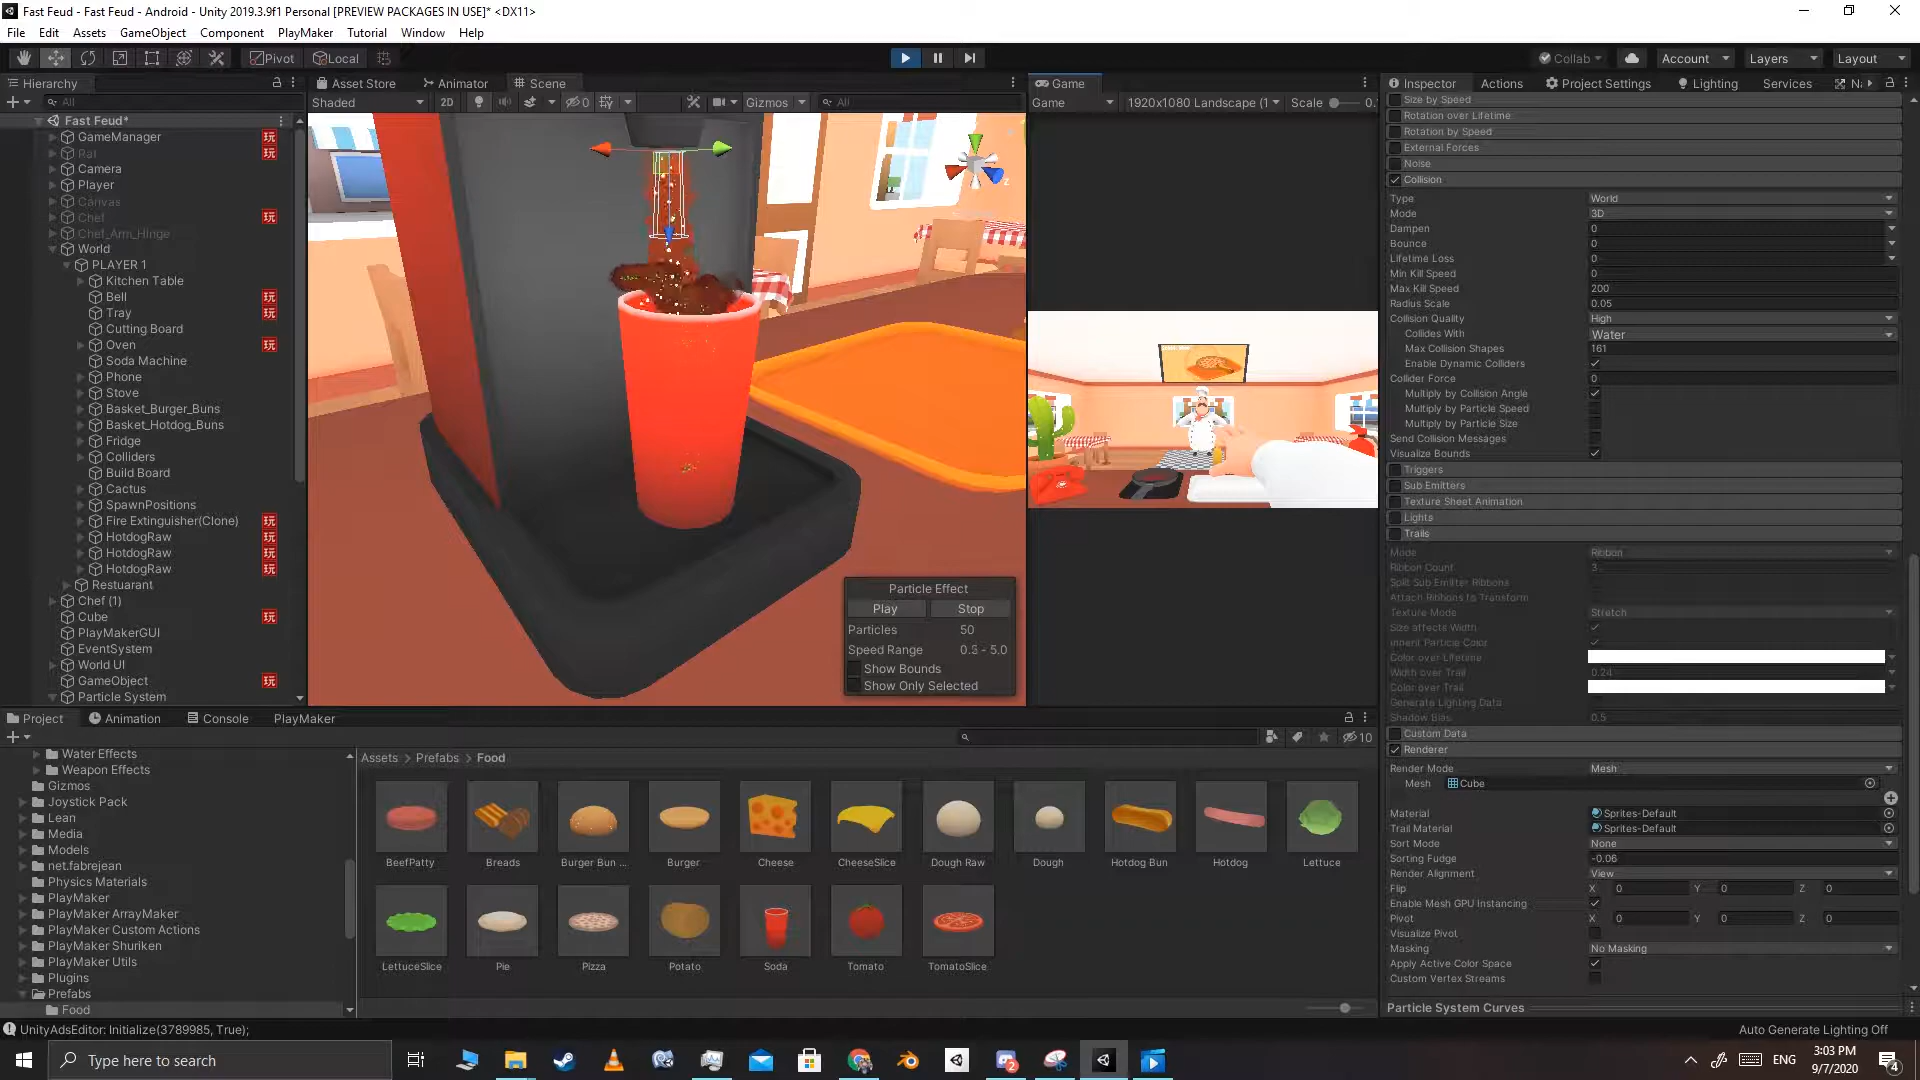 Fast Feud - Fast Feud - Android - Unity 2019.3.9f1 Personal [PREVIEW PACKAGES IN USE]* <DX11>
File Edit Assets GameObject Component PlayMaker Tutorial Window Help
Pivot Local Collab Account Layers Layout
Hierarchy
All
Fast Feud*
GameManager 玩
Rat 玩
Camera
Player
Canvas
Chef 玩
Chef_Arm_Hinge
World
PLAYER 1
Kitchen Table
Bell 玩
Tray 玩
Cutting Board
Oven 玩
Soda Machine
Phone
Stove
Basket_Burger_Buns
Basket_Hotdog_Buns
Fridge
Colliders
Build Board
Cactus
SpawnPositions
Fire Extinguisher(Clone) 玩
HotdogRaw 玩
HotdogRaw 玩
HotdogRaw 玩
Restuarant
Chef (1)
Cube 玩
PlayMakerGUI
EventSystem
World UI
GameObject 玩
Particle System
Asset Store Animator Scene
Shaded 2D 0 Gizmos All
Particle Effect
Play Stop
Particles 50
Speed Range 0.3 - 5.0
Show Bounds
Show Only Selected
Game
Game 1920x1080 Landscape (1 Scale 0.
Inspector Actions Project Settings Lighting Services
Size by Speed
Rotation over Lifetime
Rotation by Speed
External Forces
Noise
Collision
Type World
Mode 3D
Dampen 0
Bounce 0
Lifetime Loss 0
Min Kill Speed 0
Max Kill Speed 200
Radius Scale 0.05
Collision Quality High
Collides With Water
Max Collision Shapes 161
Enable Dynamic Colliders
Collider Force 0
Multiply by Collision Angle
Multiply by Particle Speed
Multiply by Particle Size
Send Collision Messages
Visualize Bounds
Triggers
Sub Emitters
Texture Sheet Animation
Lights
Trails
Mode Ribbon
Ribbon Count 3
Split Sub Emitter Ribbons
Attach Ribbons to Transform
Texture Mode Stretch
Size affects Width
Inherit Particle Color
Color over Lifetime
Width over Trail 0.24
Color over Trail
Generate Lighting Data
Shadow Bias 0.5
Custom Data
Renderer
Render Mode Mesh
Mesh Cube
Material Sprites-Default
Trail Material Sprites-Default
Sort Mode None
Sorting Fudge -0.06
Render Alignment View
Flip X 0 Y 0 Z 0
Enable Mesh GPU Instancing
Pivot X 0 Y 0 Z 0
Visualize Pivot
Masking No Masking
Apply Active Color Space
Custom Vertex Streams
Particle System Curves
Project Animation Console PlayMaker
10
Water Effects
Weapon Effects
Gizmos
Joystick Pack
Lean
Media
Models
net.fabrejean
Physics Materials
PlayMaker
PlayMaker ArrayMaker
PlayMaker Custom Actions
PlayMaker Shuriken
PlayMaker Utils
Plugins
Prefabs
Food
Assets > Prefabs > Food
BeefPatty Breads Burger Bun ... Burger Cheese CheeseSlice Dough Raw Dough Hotdog Bun Hotdog Lettuce
LettuceSlice Pie Pizza Potato Soda Tomato TomatoSlice
UnityAdsEditor: Initialize(3789985, True);
Auto Generate Lighting Off
Type here to search
2
ENG
3:03 PM
9/7/2020
4